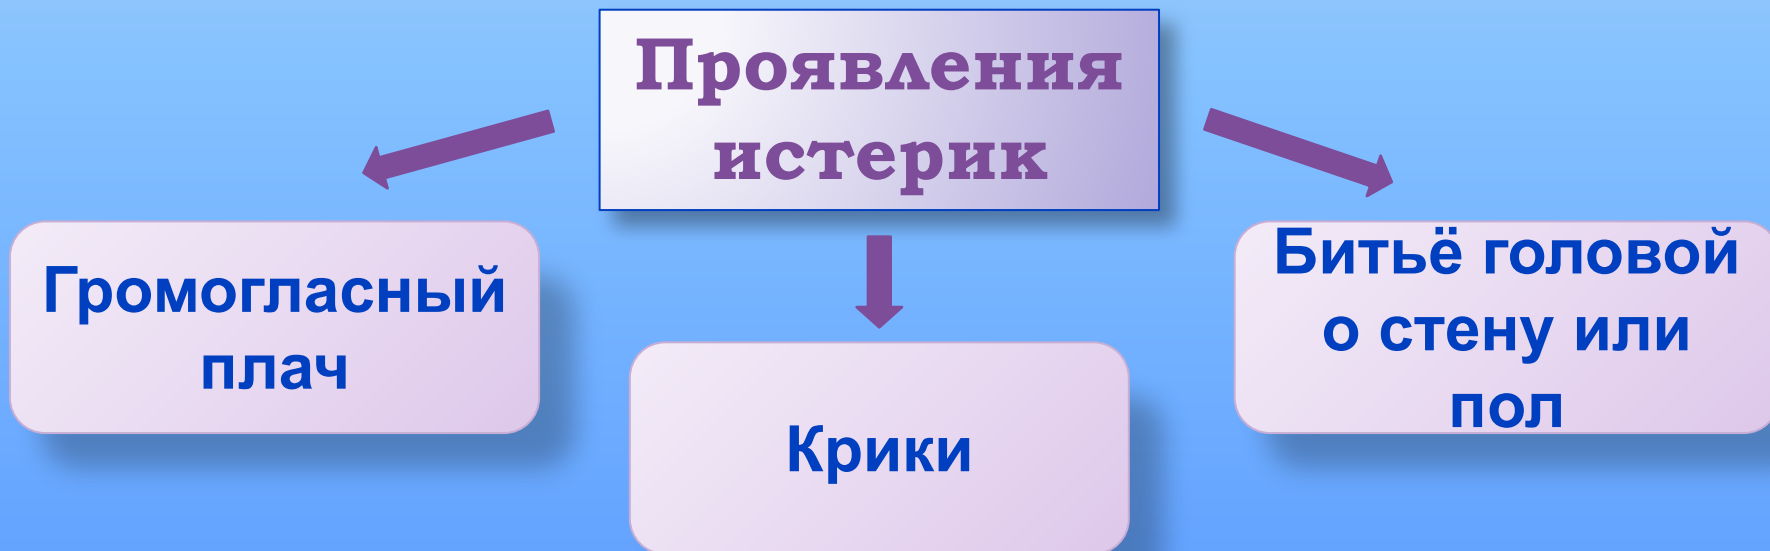 Проявления
истерик
Громогласный
плач
Крики
Битьё головой
о стену или
пол